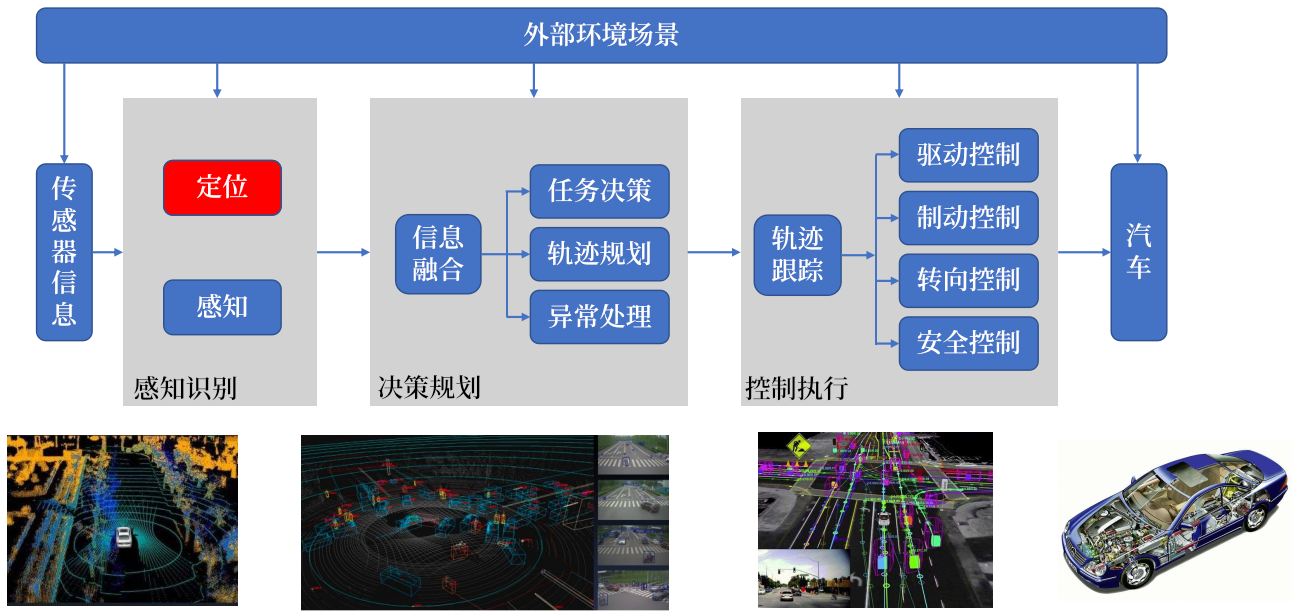 外部环境场景
传
感
器
信
息
定位
感知
感知识别
信息
融合
任务决策
轨迹规划
异常处理
决策规划
轨迹
跟踪
驱动控制
制动控制
转向控制
安全控制
控制执行
汽
车